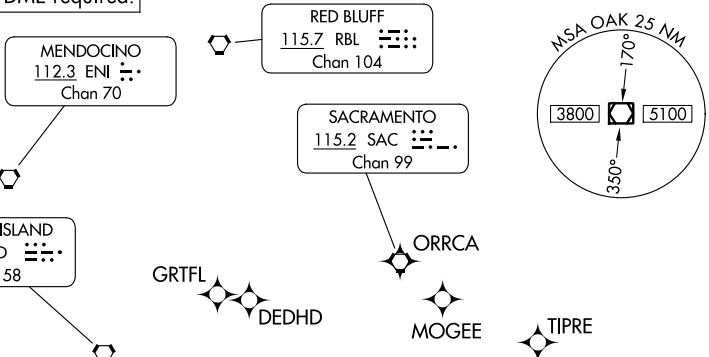 DME required.
RED BLUFF
115.7 RBL
Chan 104
MENDOCINO
112.3 ENI
Chan 70
MSA OAK 25 NM
170°
3800
5100
350°
SACRAMENTO
115.2 SAC
Chan 99
ISLAND
58
ORRCA
GRTFL
DEDHD
MOGEE
TIPRE